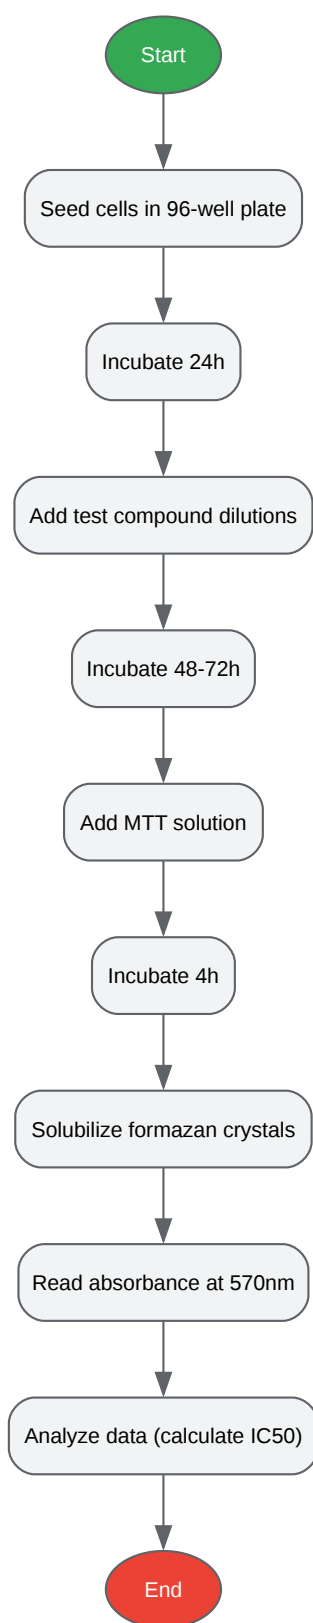 Start
Seed cells in 96-well plate
Incubate 24h
Add test compound dilutions
Incubate 48-72h
Add MTT solution
Incubate 4h
Solubilize formazan crystals
Read absorbance at 570nm
Analyze data (calculate IC50)
End